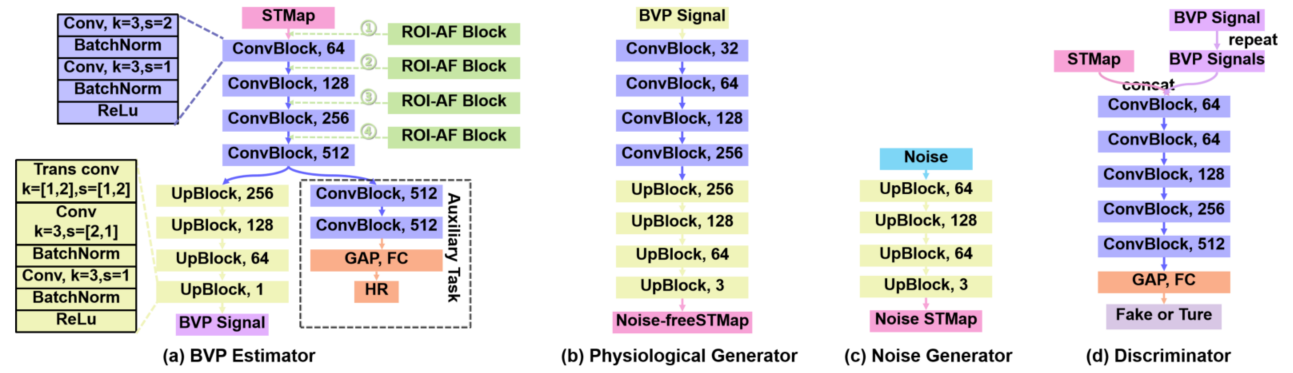 Conv, k=3,s=2
BatchNorm
Conv, k=3,s=1
BatchNorm
ReLu
STMap
①
ROI-AF Block
ConvBlock, 64
②
ROI-AF Block
ConvBlock, 128
③
ROI-AF Block
ConvBlock, 256
④
ROI-AF Block
ConvBlock, 512
Trans conv
k=[1,2],s=[1,2]
Conv
k=3,s=[2,1]
BatchNorm
Conv, k=3,s=1
BatchNorm
ReLu
UpBlock, 256
UpBlock, 128
UpBlock, 64
UpBlock, 1
BVP Signal
ConvBlock, 512
ConvBlock, 512
GAP, FC
HR
Auxiliary Task
(a) BVP Estimator
BVP Signal
ConvBlock, 32
ConvBlock, 64
ConvBlock, 128
ConvBlock, 256
UpBlock, 256
UpBlock, 128
UpBlock, 64
UpBlock, 3
Noise-freeSTMap
(b) Physiological Generator
Noise
UpBlock, 64
UpBlock, 128
UpBlock, 64
UpBlock, 3
Noise STMap
(c) Noise Generator
BVP Signal
repeat
STMap
BVP Signals
concat
ConvBlock, 64
ConvBlock, 64
ConvBlock, 128
ConvBlock, 256
ConvBlock, 512
GAP, FC
Fake or Ture
(d) Discriminator